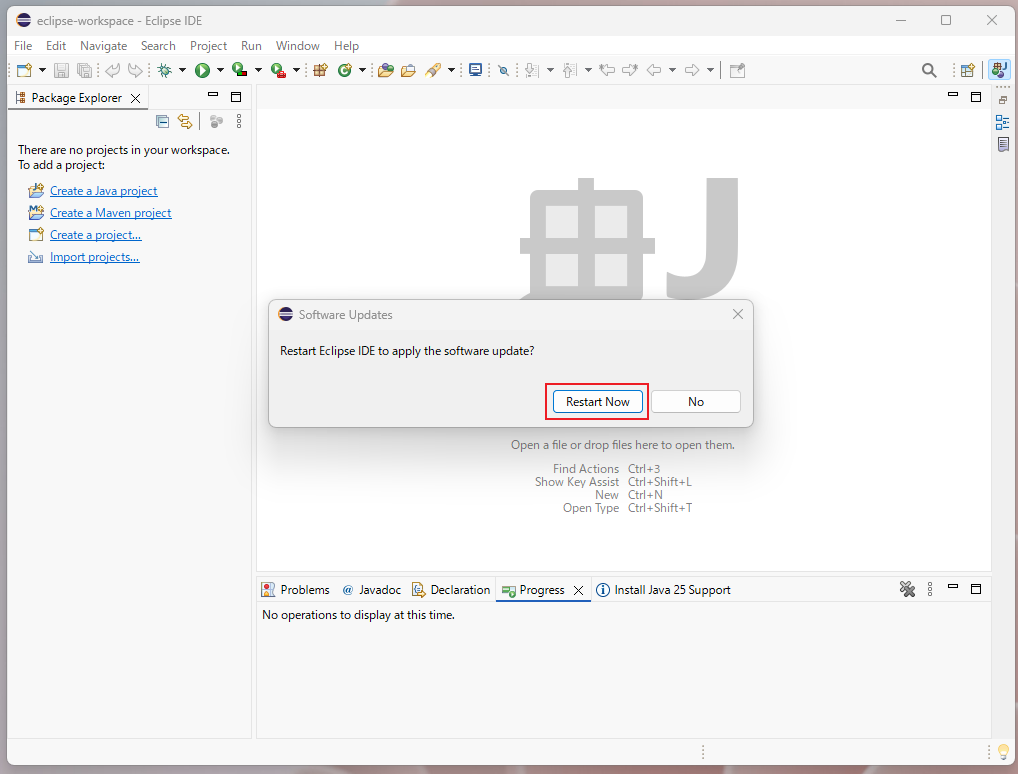 eclipse-workspace - Eclipse IDE
File Edit Navigate Search Project Run Window Help
Package Explorer
There are no projects in your workspace.
To add a project:
Create a Java project
Create a Maven project
Create a project...
Import projects...
J
Software Updates
Restart Eclipse IDE to apply the software update?
Restart Now No
Open a file or drop files here to open them.
Find Actions Ctrl+3
Show Key Assist Ctrl+Shift+L
New Ctrl+N
Open Type Ctrl+Shift+T
Problems @ Javadoc Declaration Progress Install Java 25 Support
No operations to display at this time.